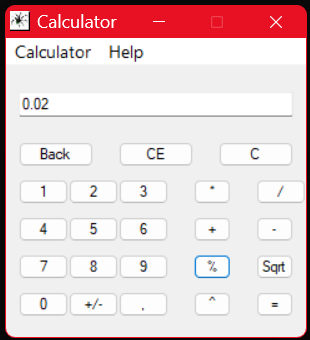 Calculator
Calculator Help
0.02
Back CE C
1 2 3 * /
4 5 6 + -
7 8 9 % Sqrt
0 +/- , ^ =